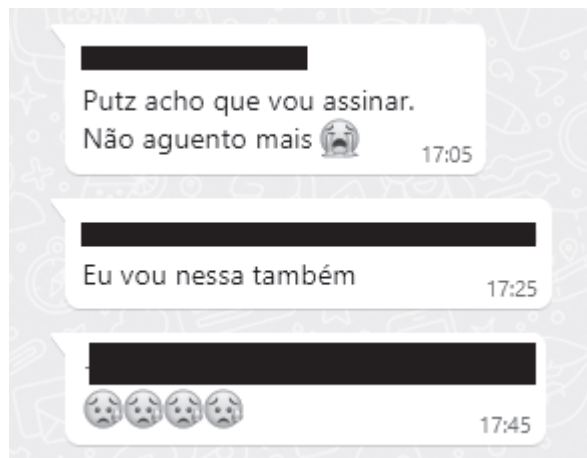 Putz acho que vou assinar.
Não aguento mais 😭
17:05
Eu vou nessa também
17:25
😥😥😥😥
17:45